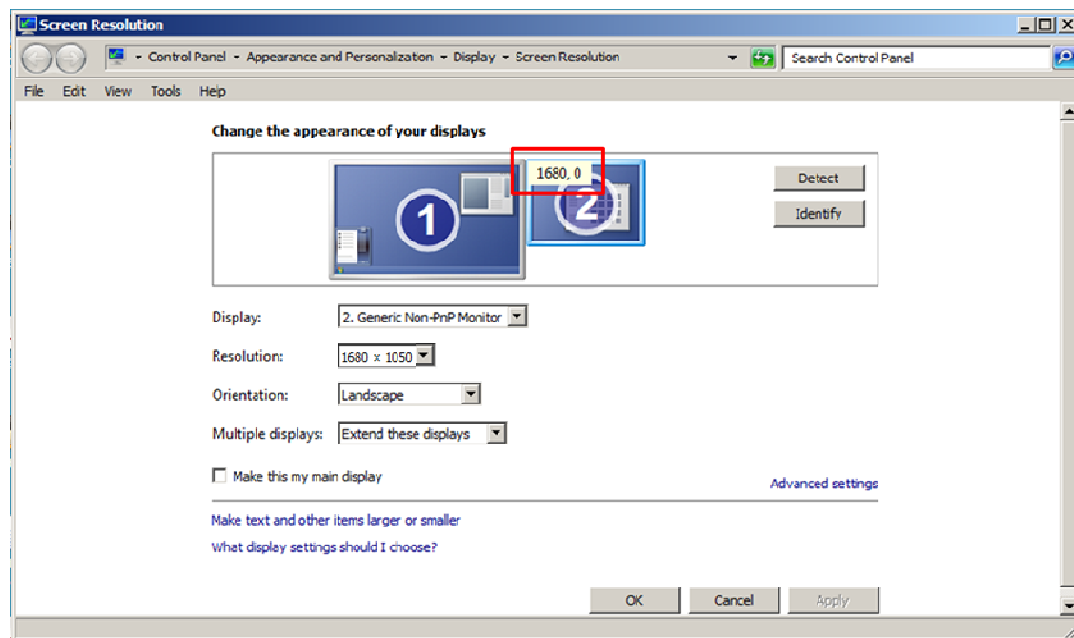 Screen Resolution
Control Panel Appearance and Personalization Display Screen Resolution Search Control Panel
File Edit View Tools Help
Change the appearance of your displays
1 1680, 0 2
Detect
Identify
Display: 2. Generic Non-PnP Monitor
Resolution: 1680 x 1050
Orientation: Landscape
Multiple displays: Extend these displays
Make this my main display
Advanced settings
Make text and other items larger or smaller
What display settings should I choose?
OK Cancel Apply